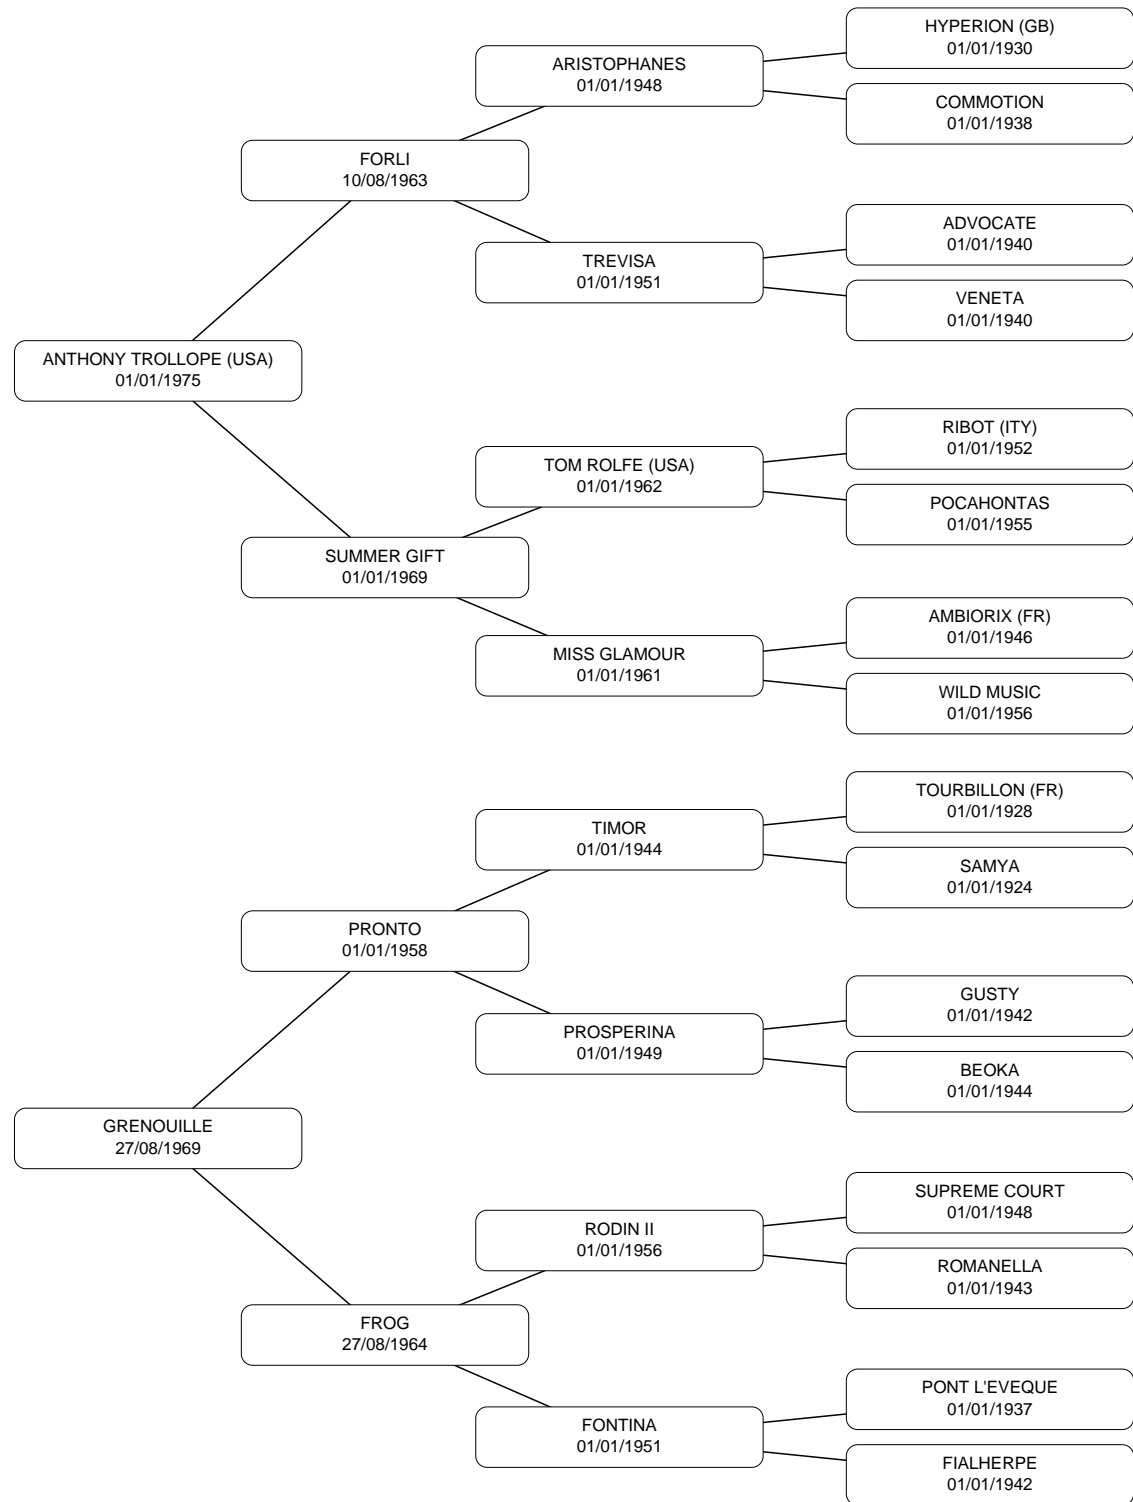 HYPERION (GB)
01/01/1930
ARISTOPHANES
01/01/1948
COMMOTION
01/01/1938
FORLI
10/08/1963
ADVOCATE
01/01/1940
TREVISA
01/01/1951
VENETA
01/01/1940
ANTHONY TROLLOPE (USA)
01/01/1975
RIBOT (ITY)
01/01/1952
TOM ROLFE (USA)
01/01/1962
POCAHONTAS
01/01/1955
SUMMER GIFT
01/01/1969
AMBIORIX (FR)
01/01/1946
MISS GLAMOUR
01/01/1961
WILD MUSIC
01/01/1956
TOURBILLON (FR)
01/01/1928
TIMOR
01/01/1944
SAMYA
01/01/1924
PRONTO
01/01/1958
GUSTY
01/01/1942
PROSPERINA
01/01/1949
BEOKA
01/01/1944
GRENOUILLE
27/08/1969
SUPREME COURT
01/01/1948
RODIN II
01/01/1956
ROMANELLA
01/01/1943
FROG
27/08/1964
PONT L'EVEQUE
01/01/1937
FONTINA
01/01/1951
FIALHERPE
01/01/1942